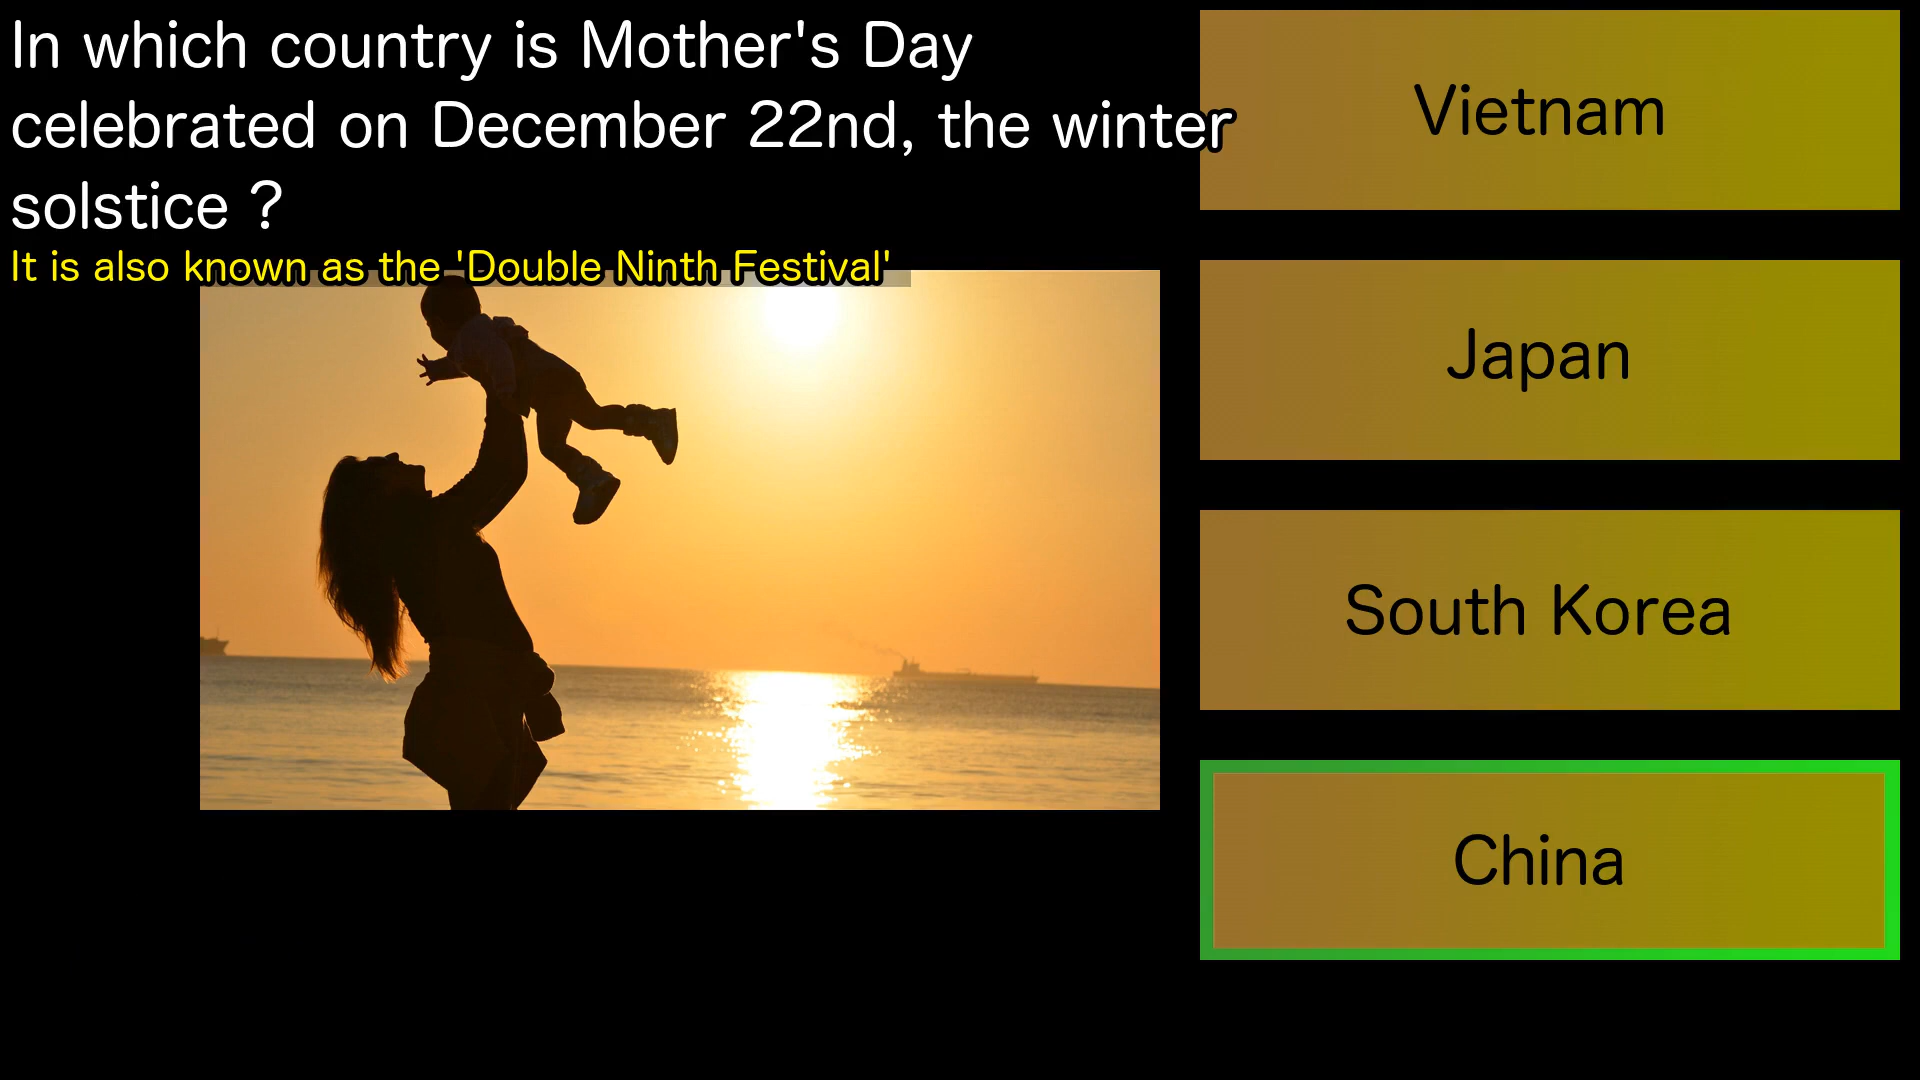 In which country is Mother's Day
celebrated on December 22nd, the winter
solstice ?
It is also known as the 'Double Ninth Festival'
Vietnam
Japan
South Korea
China